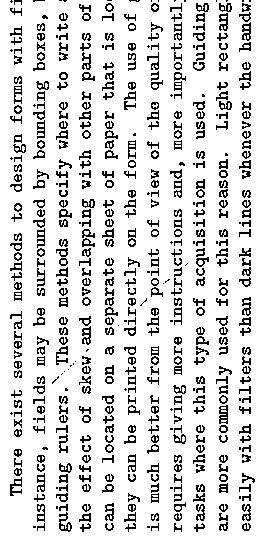 There exist several methods to design forms with fi
instance, fields may be surrounded by bounding boxes,
guiding rulers. These methods specify where to write
the effect of skew and overlapping with other parts of
can be located on a separate sheet of paper that is loc
they can be printed directly on the form. The use of
is much better from the point of view of the quality of
requires giving more instructions and, more importantly
tasks where this type of acquisition is used. Guiding
are more commonly used for this reason. Light rectang
easily with filters than dark lines whenever the handw